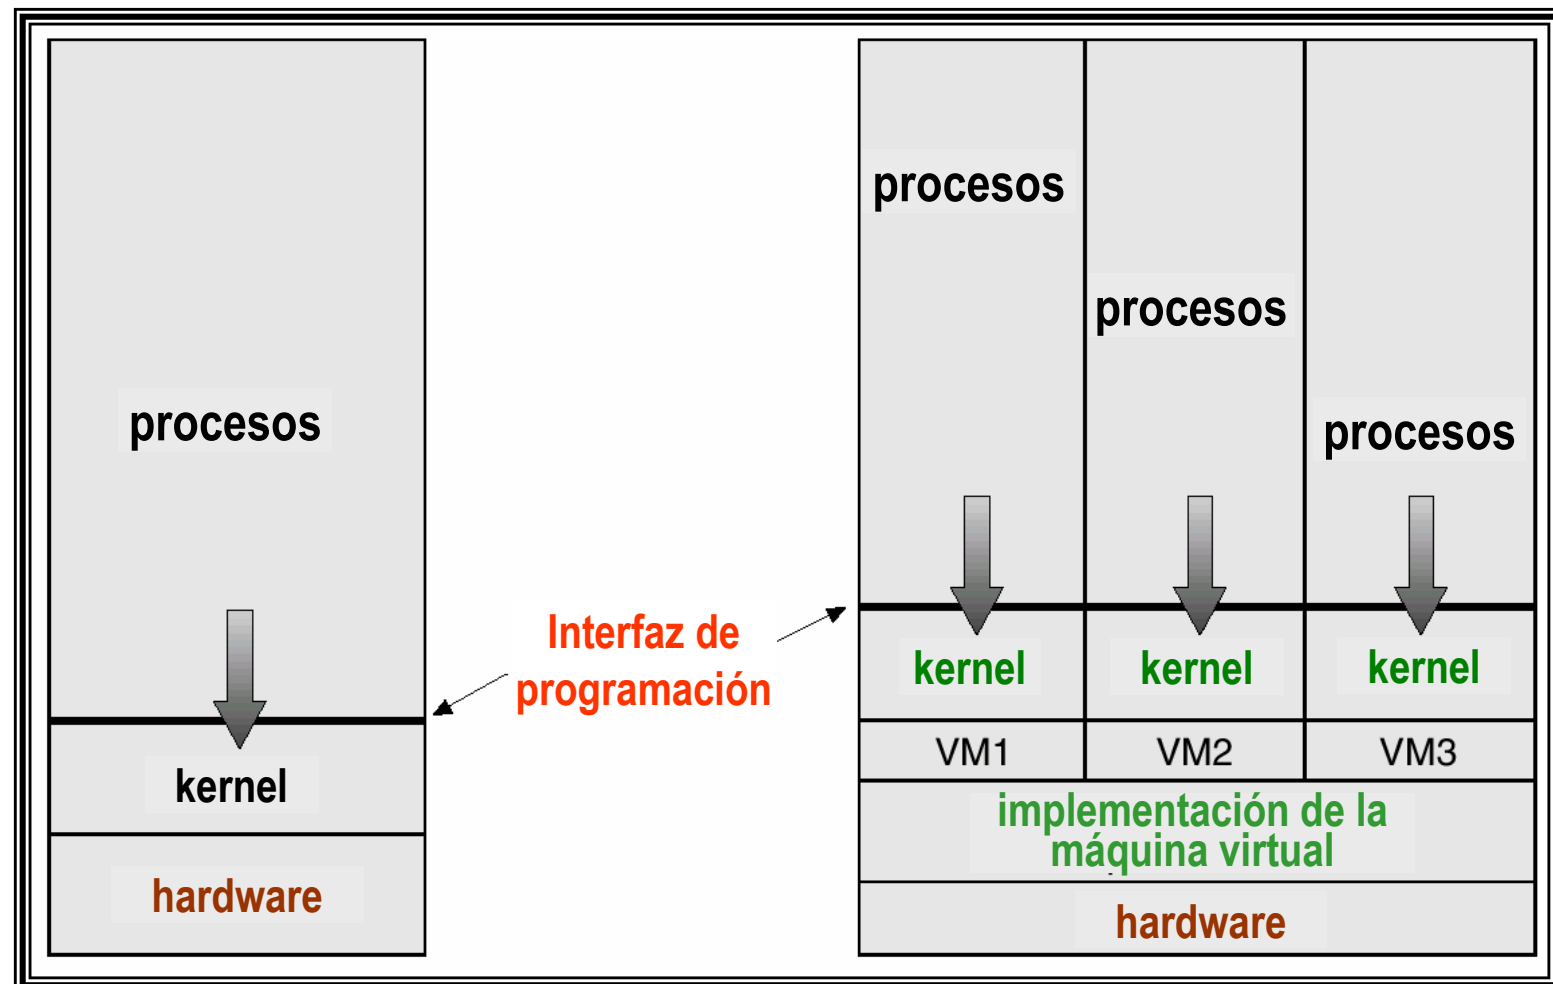 procesos
kernel
hardware
Interfaz de
programación
procesos
procesos
procesos
kernel
kernel
kernel
VM1
VM2
VM3
implementación de la
máquina virtual
hardware